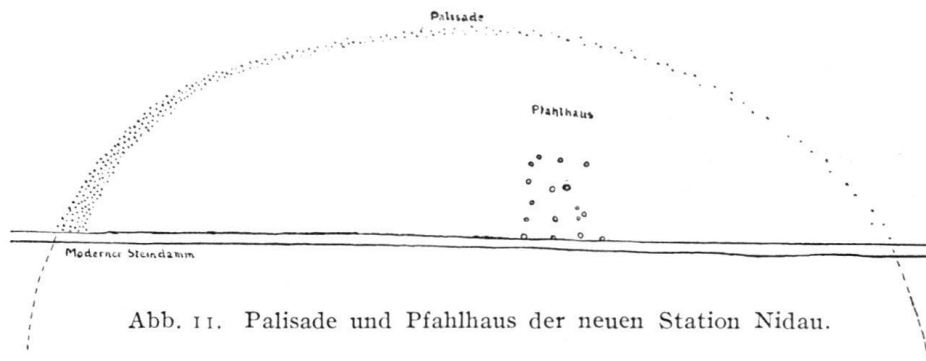 Palisade
Pfahlhaus
Moderner Steindamm
Abb. 11. Palisade und Pfahlhaus der neuen Station Nidau.